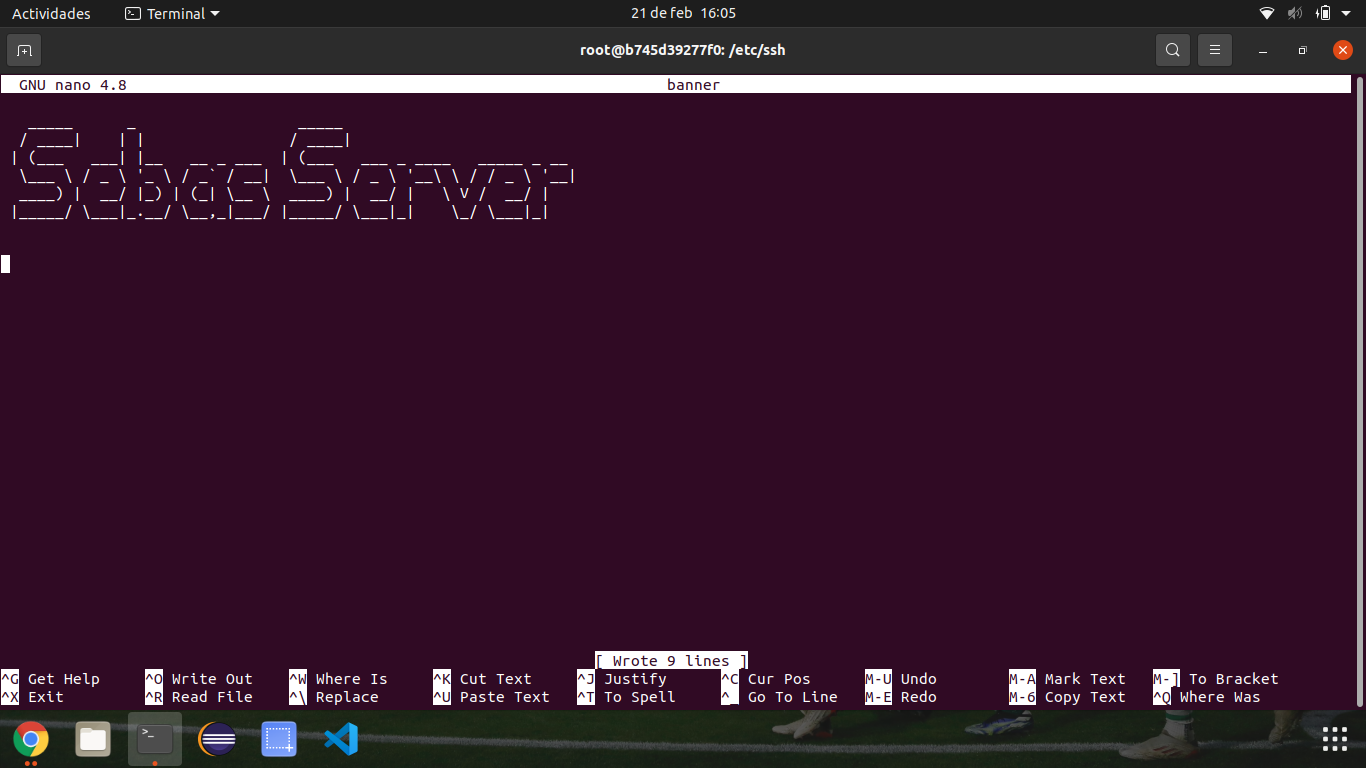 Actividades Terminal 21 de feb 16:05
root@b745d39277f0: /etc/ssh
GNU nano 4.8 banner
Sebas Server
[ Wrote 9 lines ]
^G Get Help ^O Write Out ^W Where Is ^K Cut Text ^J Justify ^C Cur Pos M-U Undo M-A Mark Text M-] To Bracket
^X Exit ^R Read File ^\ Replace ^U Paste Text ^T To Spell ^_ Go To Line M-E Redo M-6 Copy Text ^Q Where Was